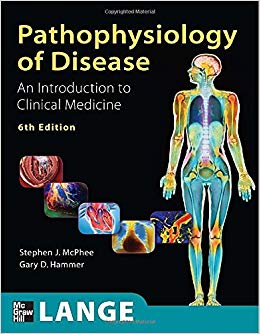 Pathophysiology
of Disease
An Introduction to
Clinical Medicine
6th Edition
Stephen J. McPhee
Gary D. Hammer
Mc
Graw
Hill
LANGE